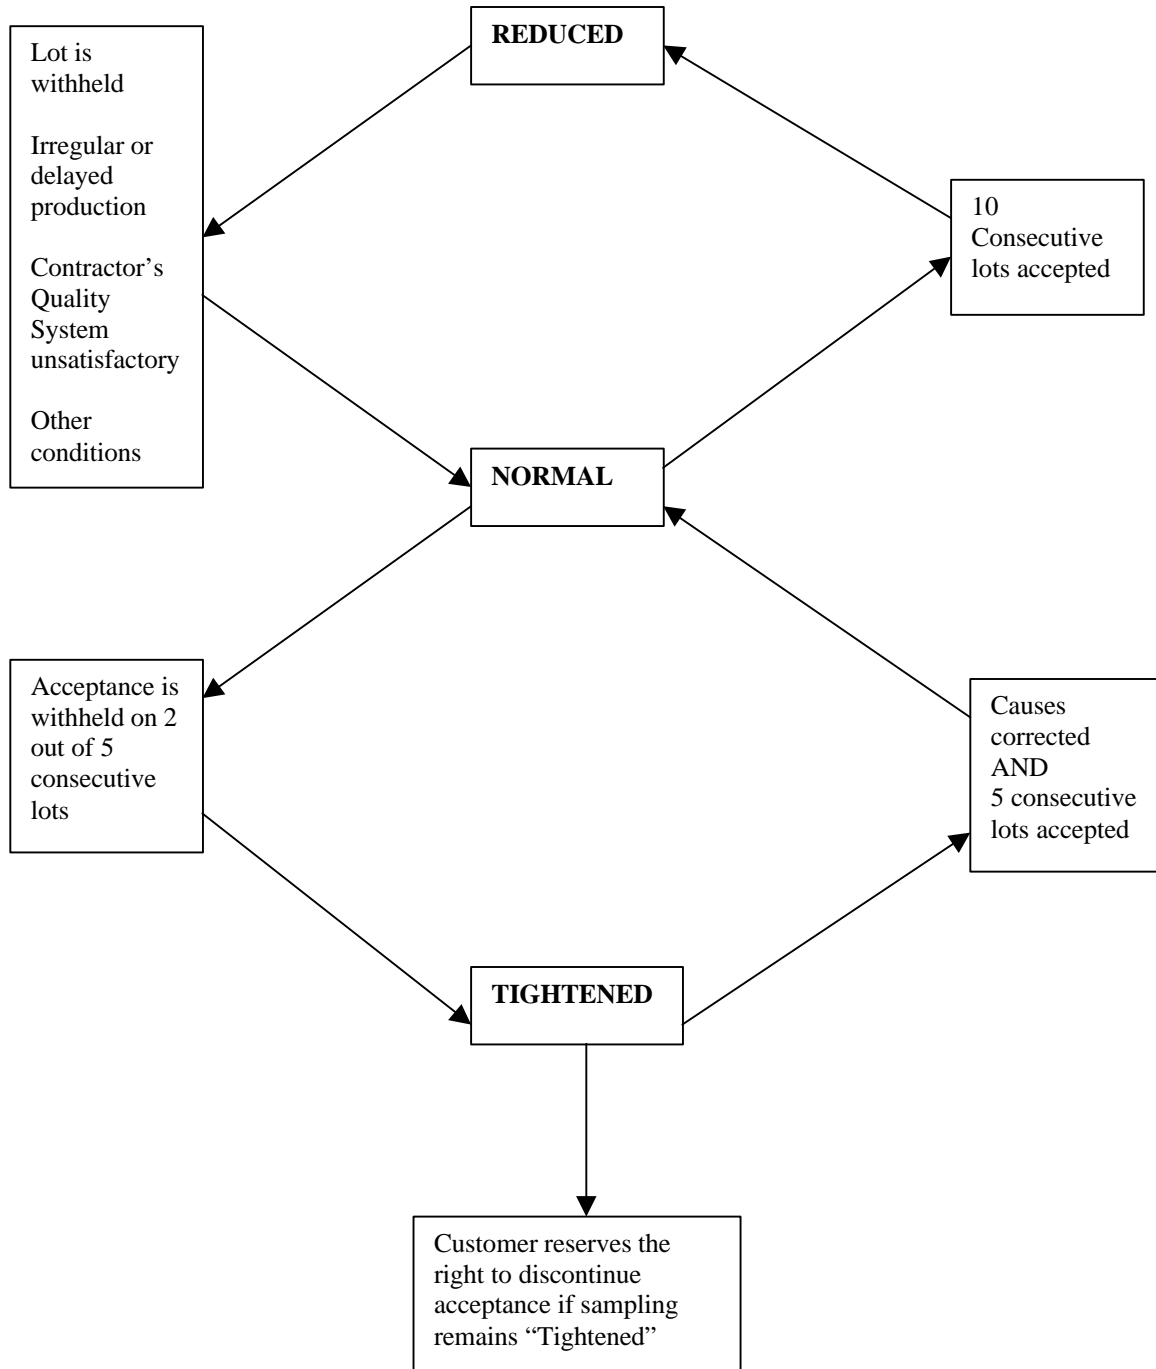 REDUCED
Lot is
withheld
Irregular or
delayed
production
Contractor’s
Quality
System
unsatisfactory
Other
conditions
10
Consecutive
lots accepted
NORMAL
Acceptance is
withheld on 2
out of 5
consecutive
lots
Causes
corrected
AND
5 consecutive
lots accepted
TIGHTENED
Customer reserves the
right to discontinue
acceptance if sampling
remains “Tightened”